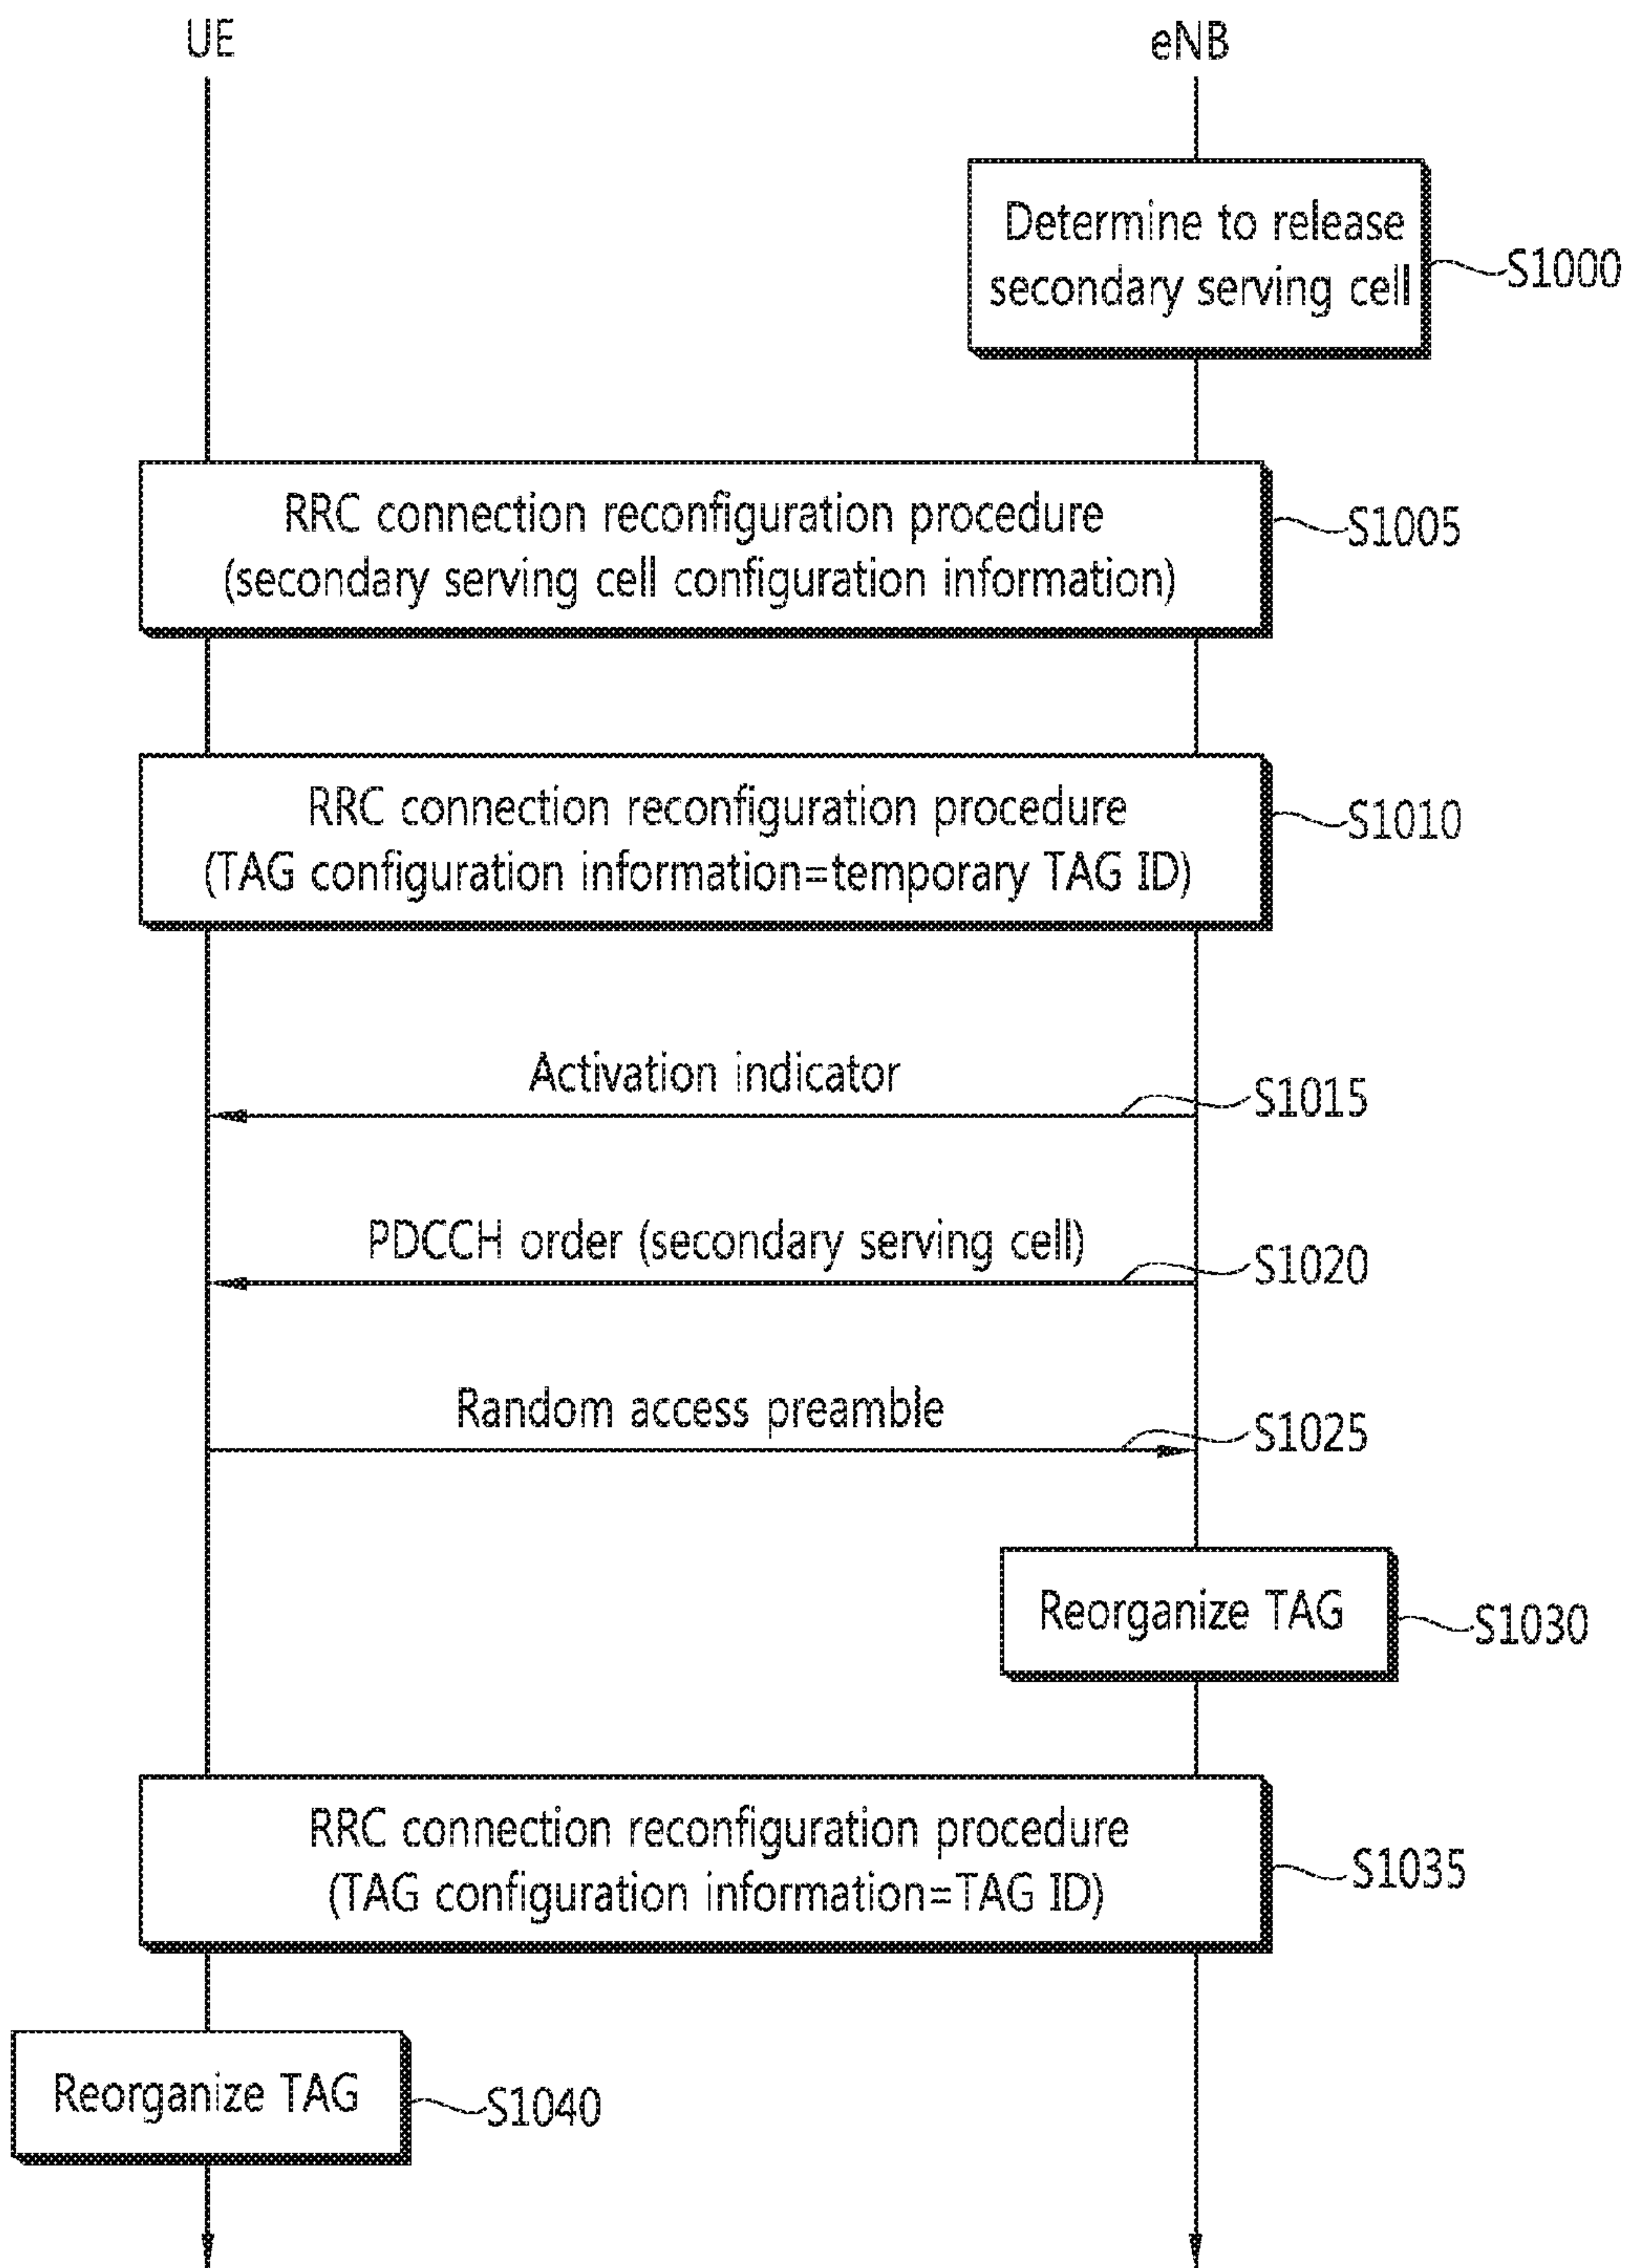 UE
eNB
Determine to release
secondary serving cell
S1000
RRC connection reconfiguration procedure
(secondary serving cell configuration information)
S1005
RRC connection reconfiguration procedure
(TAG configuration information=temporary TAG ID)
S1010
Activation indicator
S1015
PDCCH order (secondary serving cell)
S1020
Random access preamble
S1025
Reorganize TAG
S1030
RRC connection reconfiguration procedure
(TAG configuration information=TAG ID)
S1035
Reorganize TAG
S1040